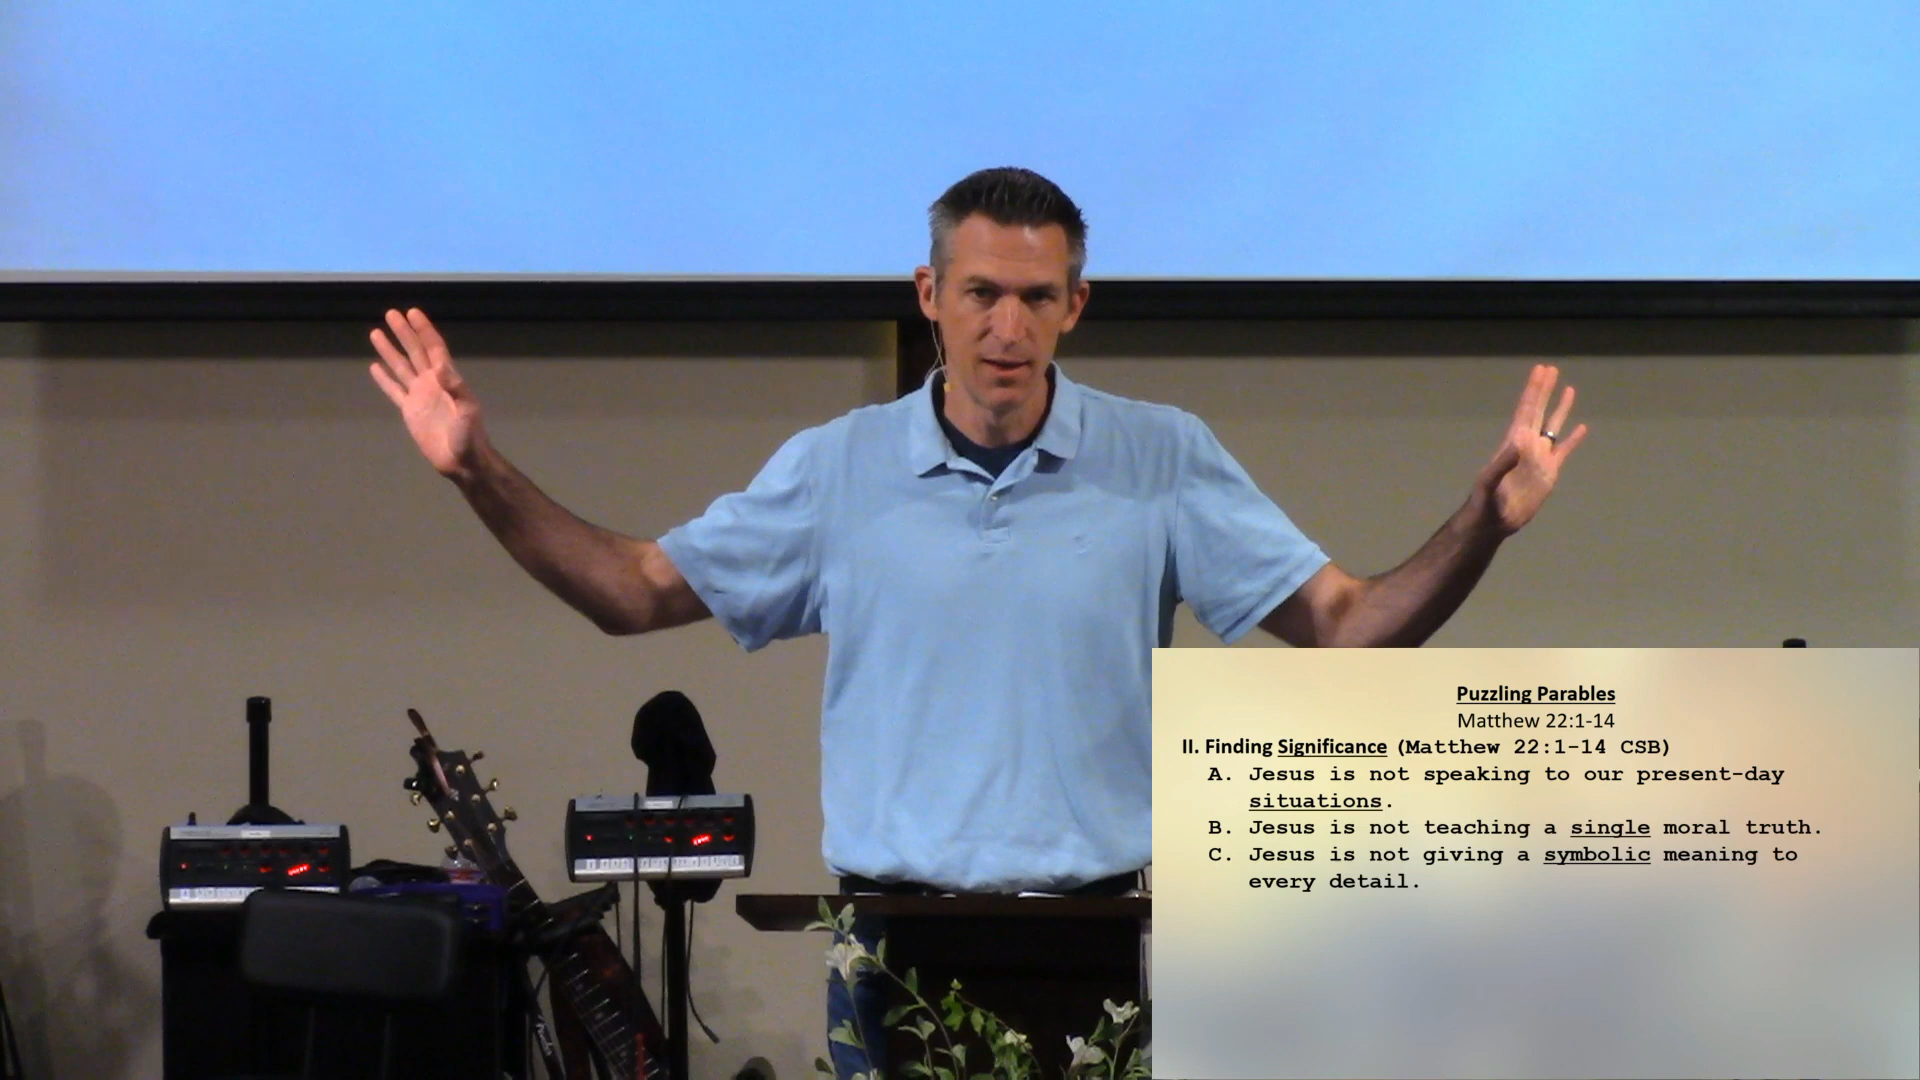 Puzzling Parables
Matthew 22:1-14
II. Finding Significance (Matthew 22:1-14 CSB)
A. Jesus is not speaking to our present-day
situations.
B. Jesus is not teaching a single moral truth.
C. Jesus is not giving a symbolic meaning to
every detail.